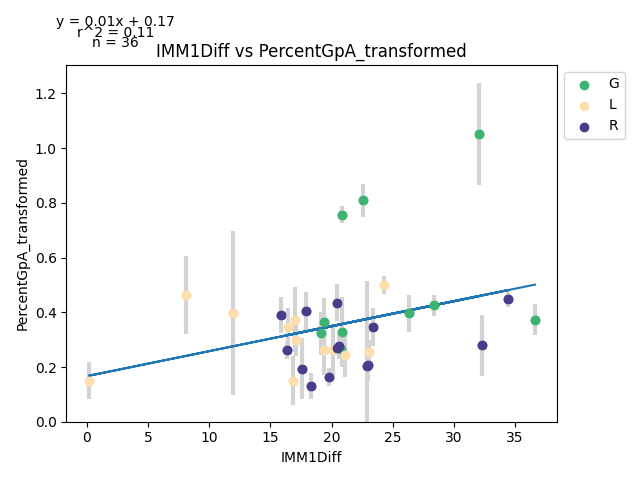 y = 0.01x + 0.17
r^2 = 0.11
n = 36
IMM1Diff vs PercentGpA_transformed
G
L
R
PercentGpA_transformed
1.2
1.0
0.8
0.6
0.4
0.2
0.0
0 5 10 15 20 25 30 35
IMM1Diff